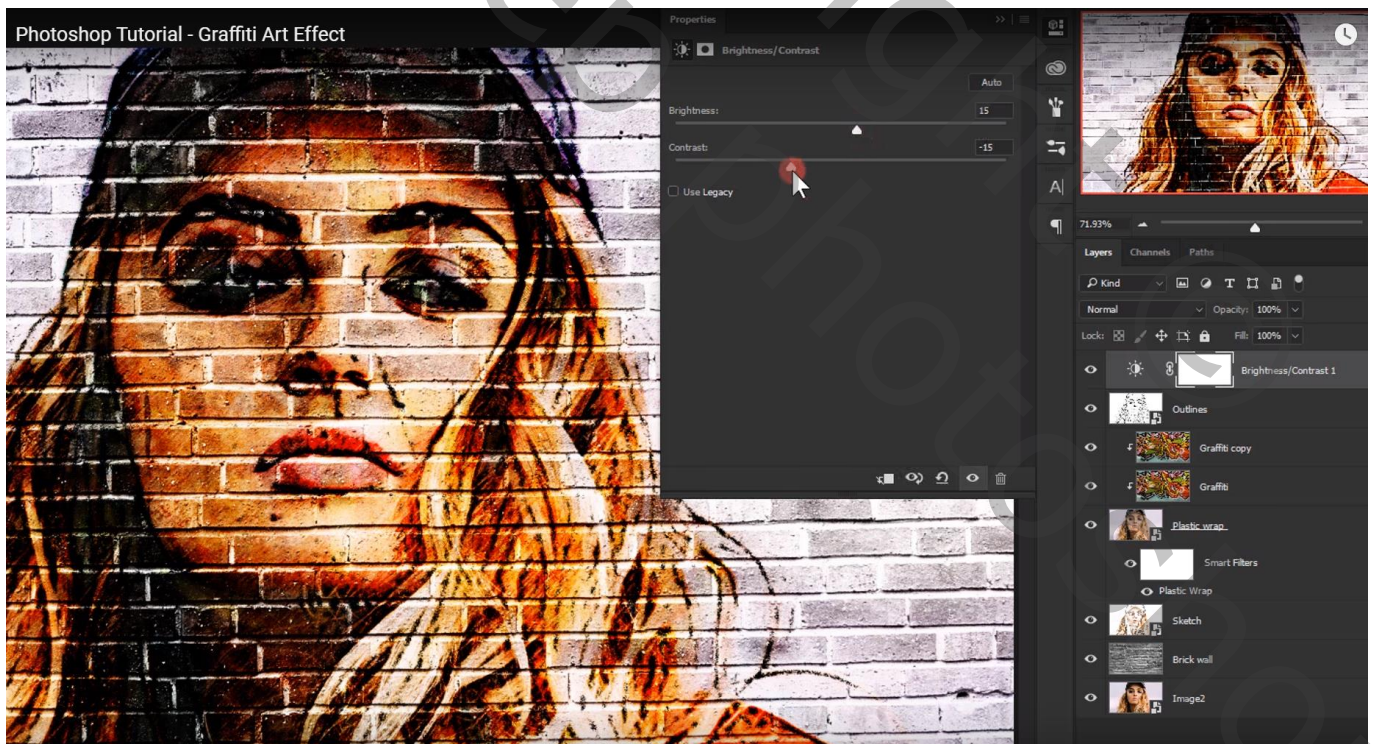 Photoshop Tutorial - Graffiti Art Effect
Properties
Brightness/Contrast
Auto
Brightness: 15
Contrast: -15
Use Legacy
A|
71.93%
Layers Channels Paths
Kind
T
Normal Opacity: 100%
Lock: Fill: 100%
Brightness/Contrast 1
Outlines
Graffiti copy
Graffiti
Plastic wrap
Smart Filters
Plastic Wrap
Sketch
Brick wall
Image2